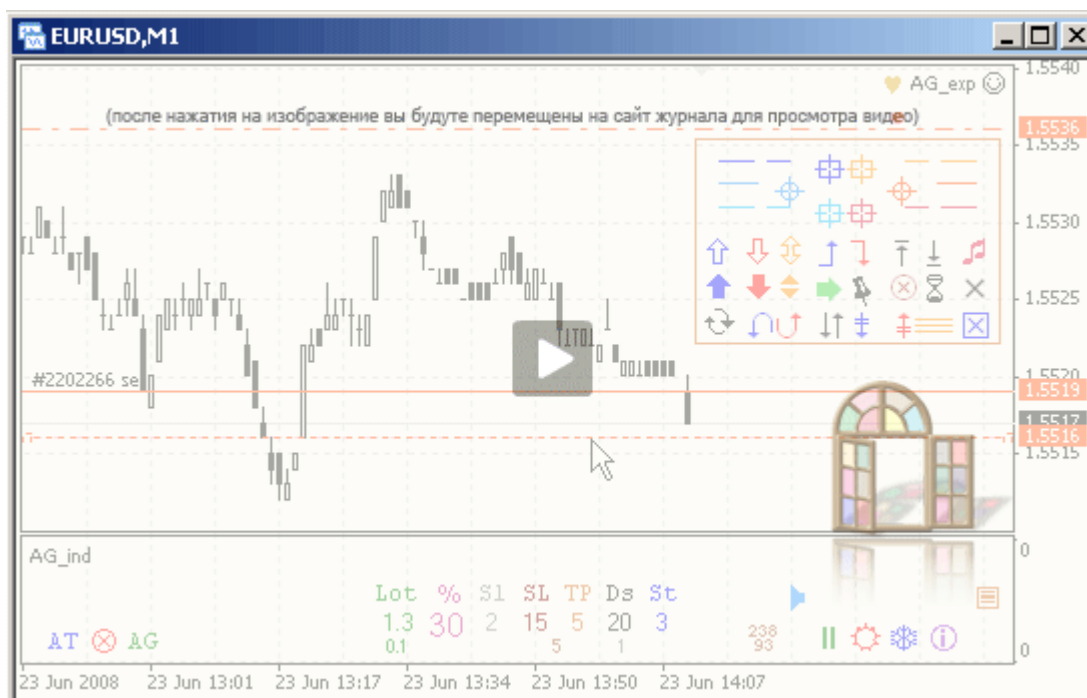 EURUSD,M1
1.5540
AG_exp
(после нажатия на изображение вы будуте перемещены на сайт журнала для просмотра видео)
1.5536
1.5535
1.5530
1.5525
1.5520
#2202266 se
1.5519
1.5517
1.5516
1.5515
AG_ind
0
Lot % Sl SL TP Ds St
1.3 30 2 15 5 20 3
0.1 5 1
AT AG
238
93
0
23 Jun 2008 23 Jun 13:01 23 Jun 13:17 23 Jun 13:34 23 Jun 13:50 23 Jun 14:07